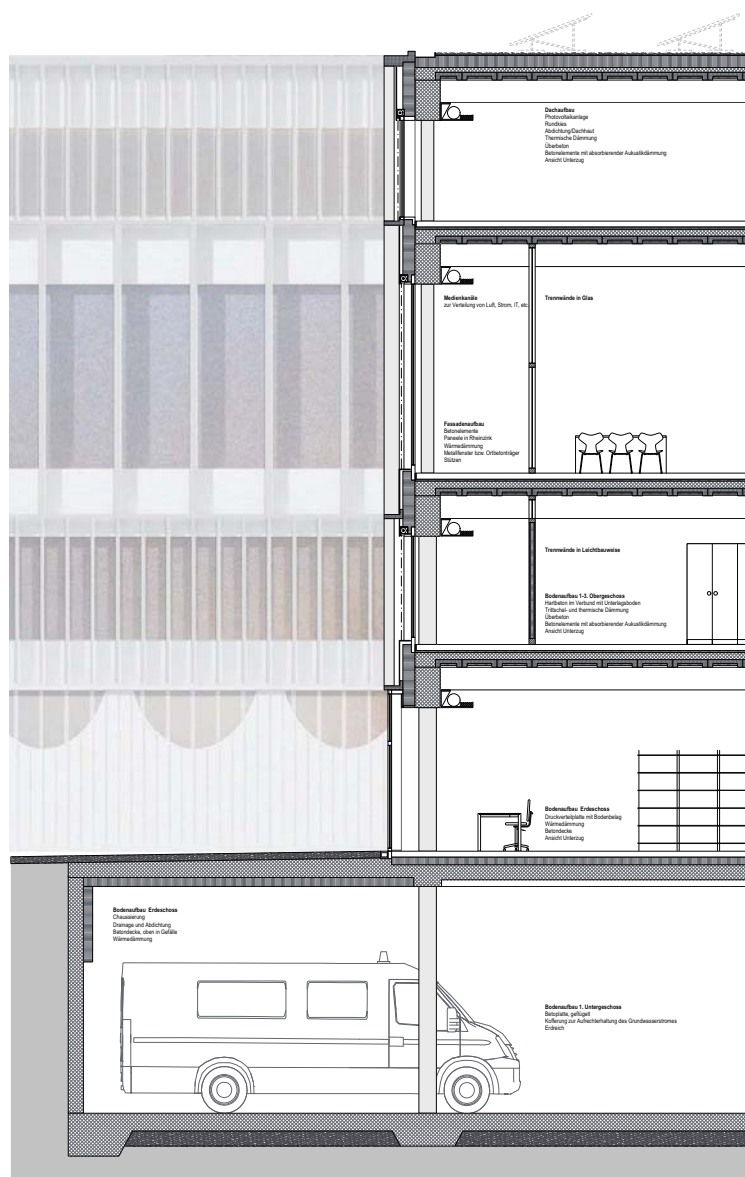 Dachaufbau
Photovoltaikanlage
Rundkies
Abdichtung/Dachhaut
Thermische Dämmung
Überbeton
Betonelemente mit absorbierender Aukustikdämmung
Ansicht Unterzug
Medienkanäle
zur Verteilung von Luft, Strom, IT, etc.
Trennwände in Glas
Fassadenaufbau
Betonelemente
Paneele in Rheinzink
Wärmedämmung
Metallfenster bzw. Ortbetonträger
Stützen
Trennwände in Leichtbauweise
Bodenaufbau 1-3. Obergeschoss
Hartbeton im Verbund mit Unterlagsboden
Trittschal- und thermische Dämmung
Überbeton
Betonelemente mit absorbierender Aukustikdämmung
Ansicht Unterzug
Bodenaufbau Erdeschoss
Druckverteilplatte mit Bodenbelag
Wärmedämmung
Betondecke
Ansicht Unterzug
Bodenaufbau Erdeschoss
Chaussierung
Drainage und Abdichtung
Betondecke, oben in Gefälle
Wärmedämmung
Bodenaufbau 1. Untergeschoss
Betoplatte, geflügelt
Kofferung zur Aufrechterhaltung des Grundwasserstromes
Erdreich